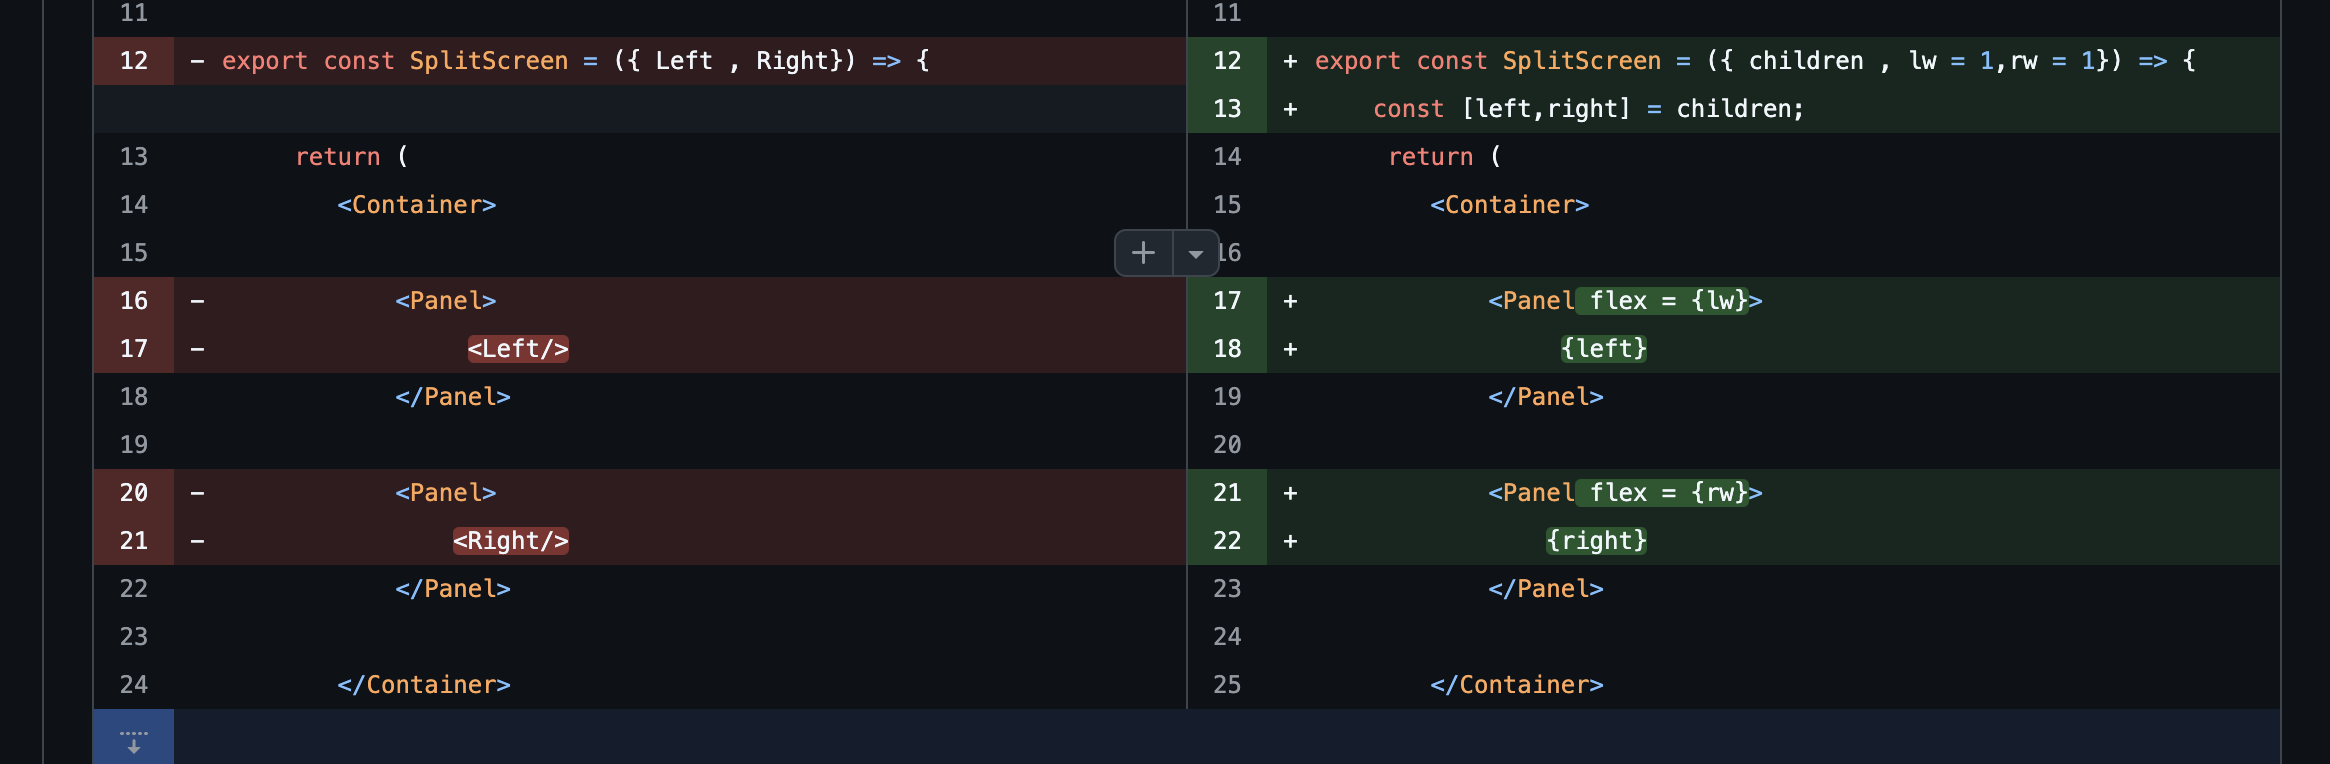 11
12 - export const SplitScreen = ({ Left , Right}) => {
13 return (
14 <Container>
15
16 - <Panel>
17 - <Left/>
18 </Panel>
19
20 - <Panel>
21 - <Right/>
22 </Panel>
23
24 </Container>
11
12 + export const SplitScreen = ({ children , lw = 1,rw = 1}) => {
13 + const [left,right] = children;
14 return (
15 <Container>
16
17 + <Panel flex = {lw}>
18 + {left}
19 </Panel>
20
21 + <Panel flex = {rw}>
22 + {right}
23 </Panel>
24
25 </Container>